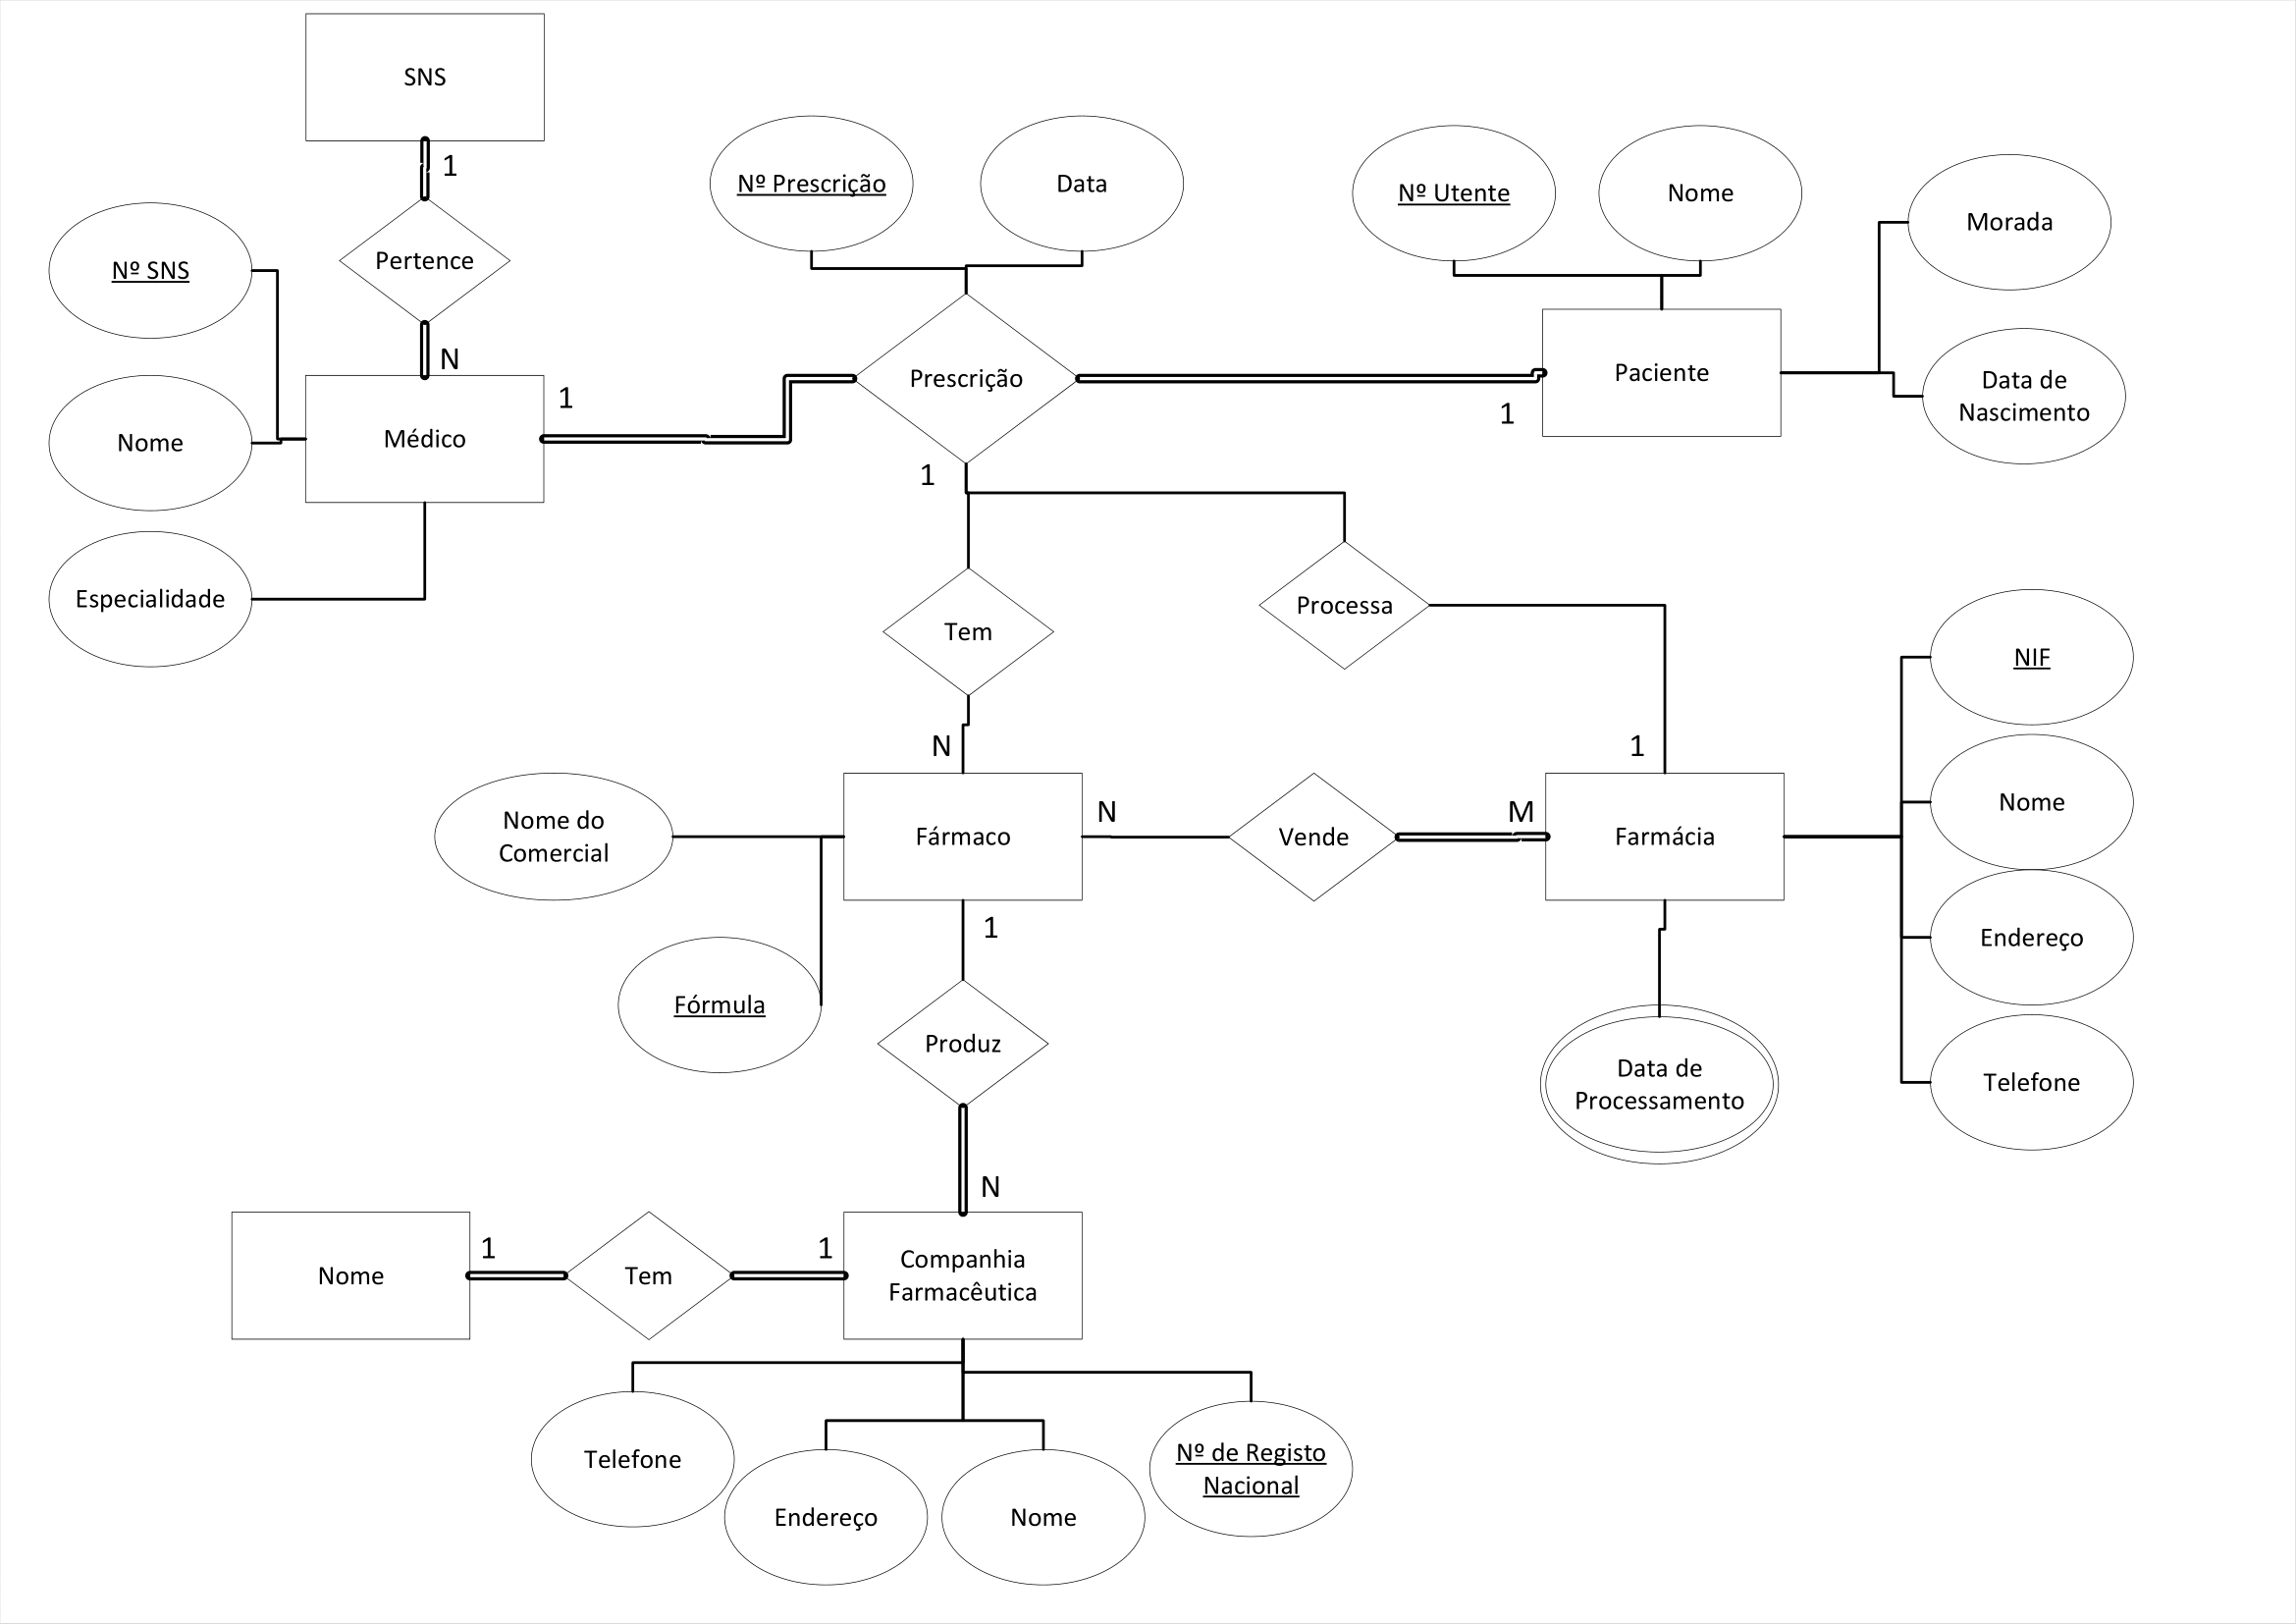 SNS
1
Nº Prescrição
Data
Nº Utente
Nome
Morada
Nº SNS
Pertence
N
Prescrição
Paciente
Data de
Nascimento
1
1
Nome
Médico
1
Especialidade
Tem
Processa
NIF
N
1
Nome do
Comercial
Fármaco
N
Vende
M
Farmácia
Nome
1
Endereço
Fórmula
Produz
Data de
Processamento
Telefone
N
Nome
1
Tem
1
Companhia
Farmacêutica
Telefone
Endereço
Nome
Nº de Registo
Nacional